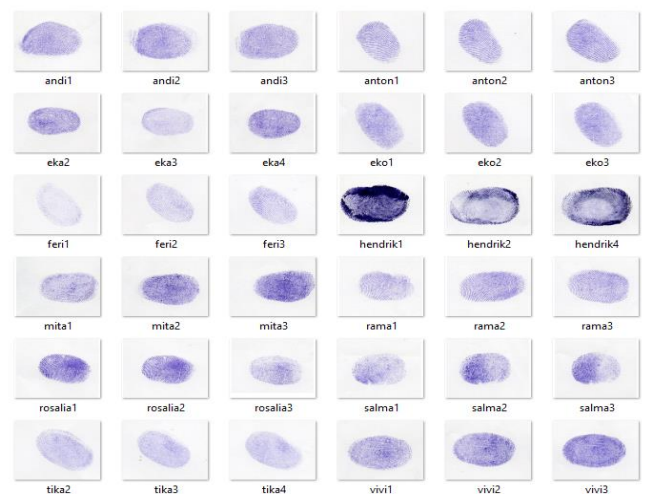 andi1 andi2 andi3 anton1 anton2 anton3
eka2 eka3 eka4 eko1 eko2 eko3
feri1 feri2 feri3 hendrik1 hendrik2 hendrik4
mita1 mita2 mita3 rama1 rama2 rama3
rosalia1 rosalia2 rosalia3 salma1 salma2 salma3
tika2 tika3 tika4 vivi1 vivi2 vivi3